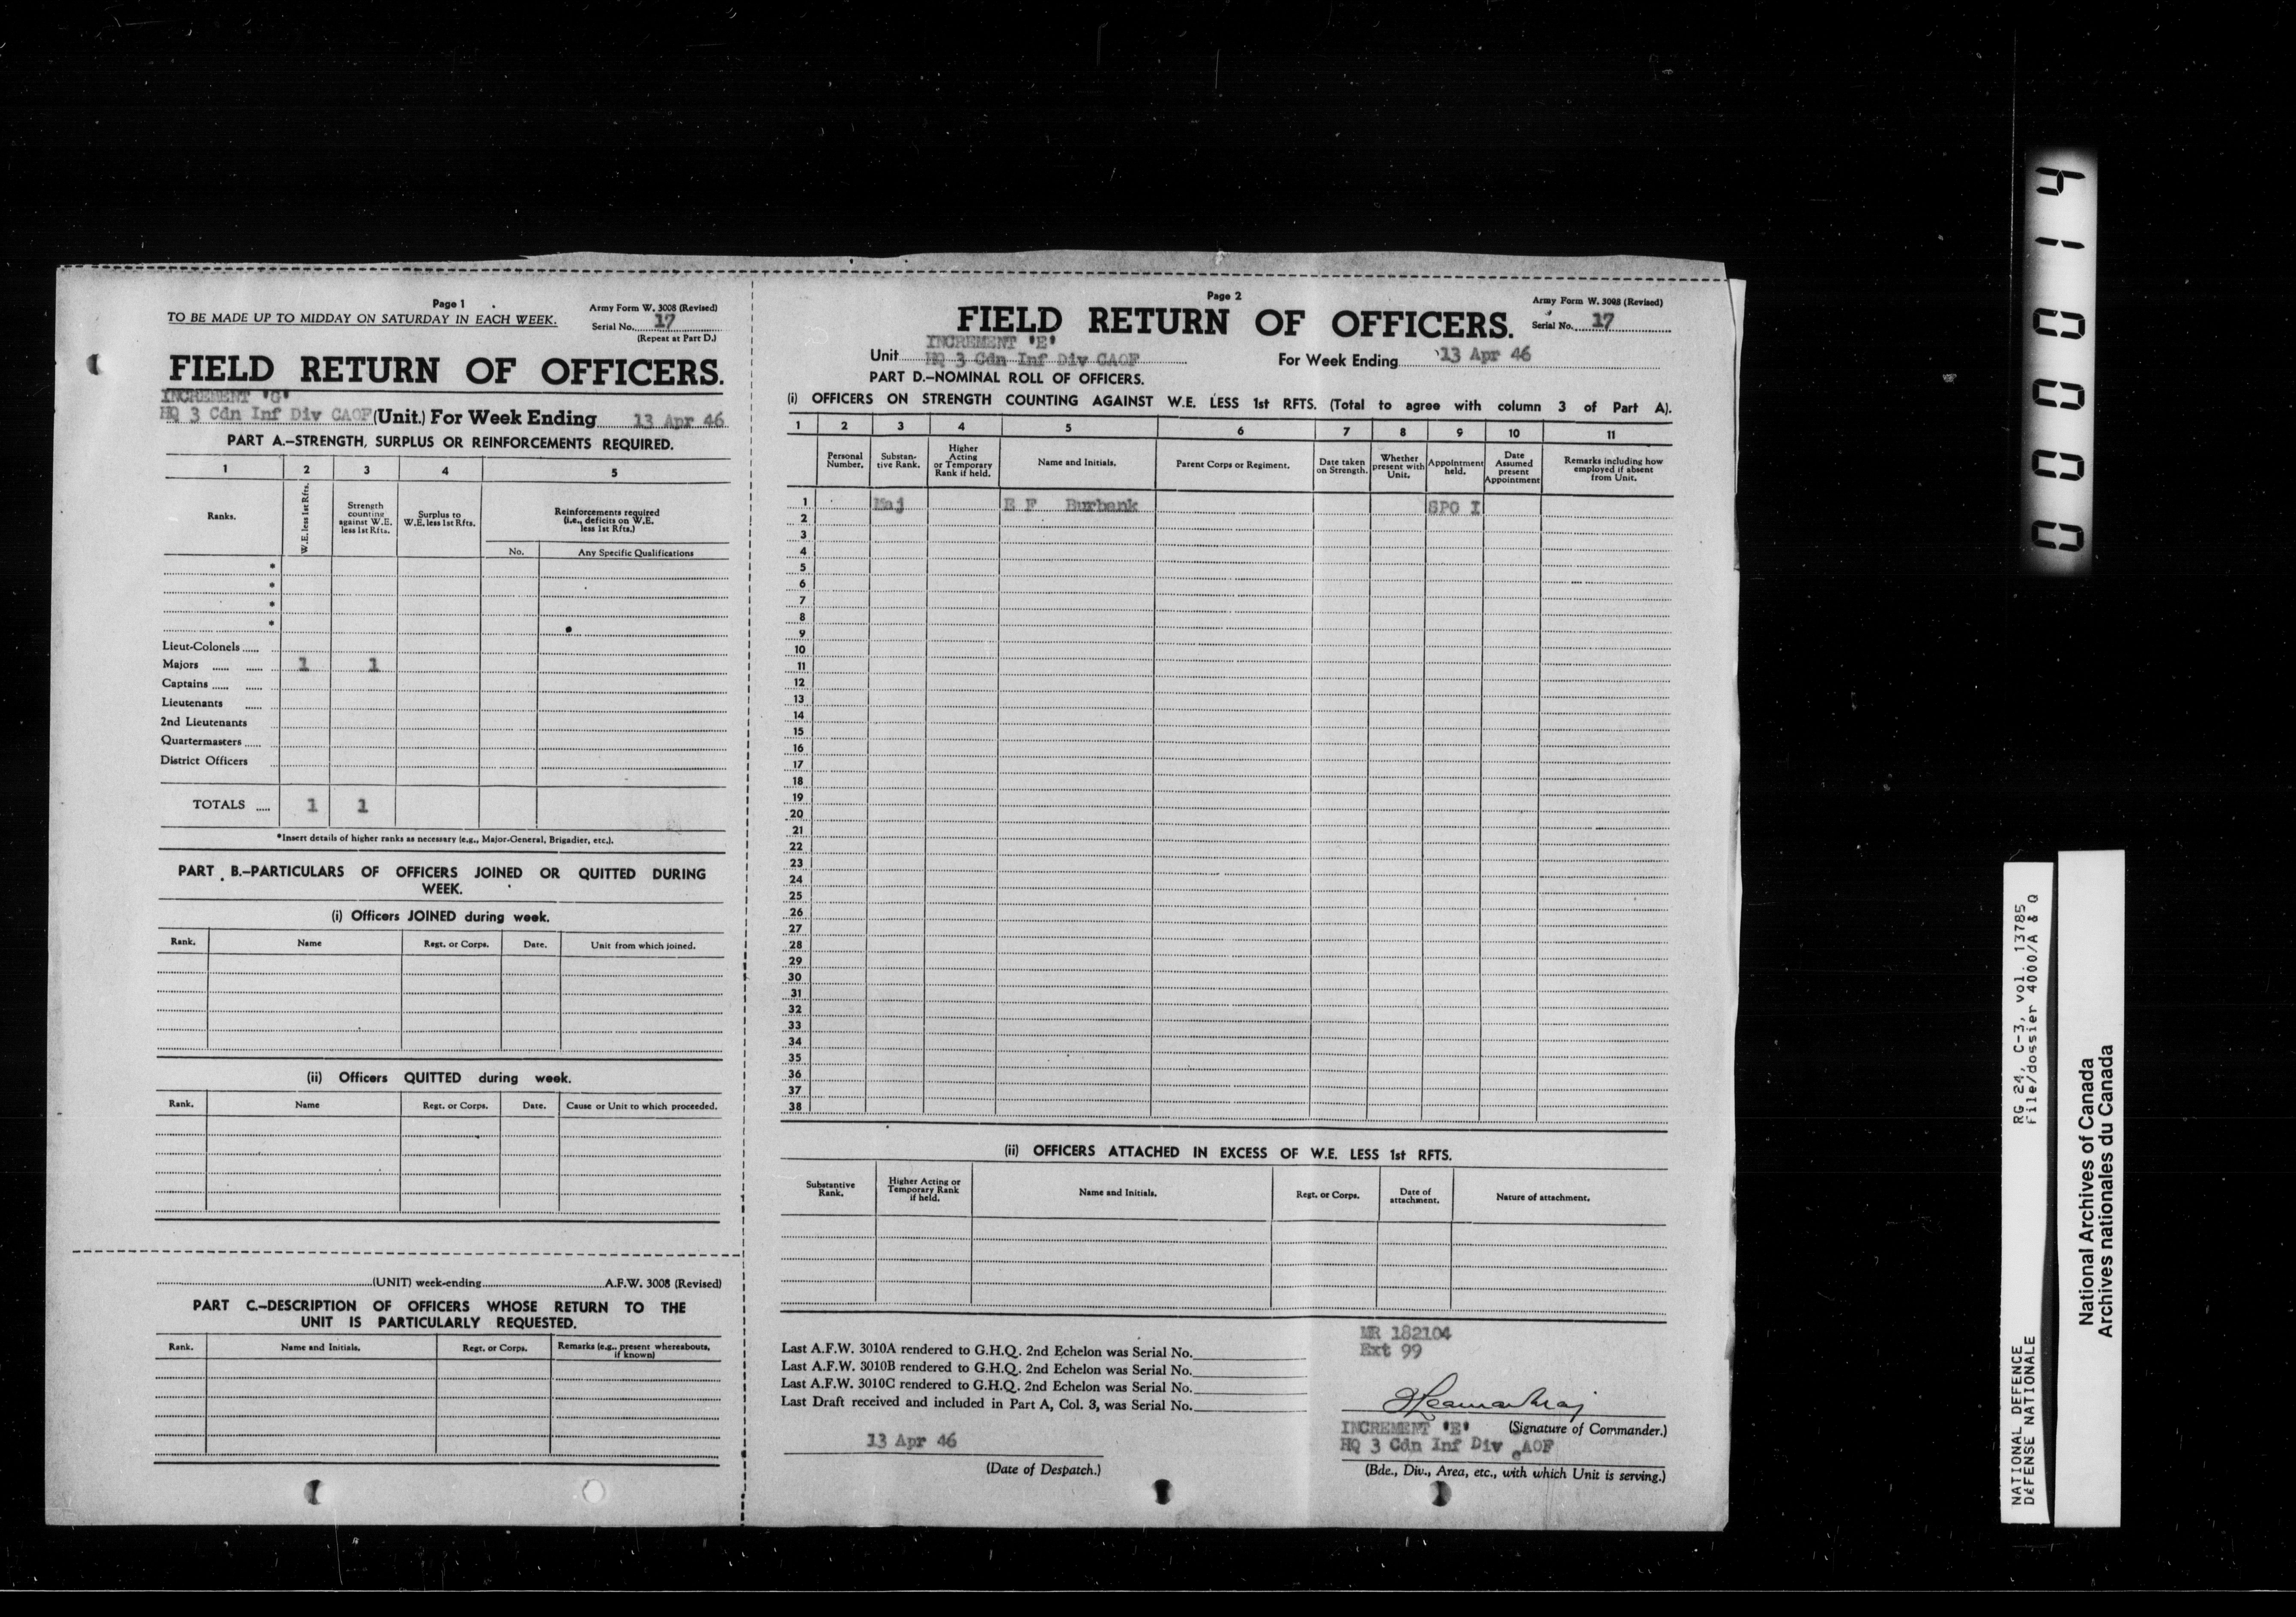 Page 1
TO BE MADE UP TO MIDDAY ON SATURDAY IN EACH WEEK.
Army Form W. 3008 (Revised)
Serial No. 17
(Repeat at Part D.)
FIELD RETURN OF OFFICERS.
INCREMENT "G"
HQ 3 Cdn Inf Div CAOF (Unit.) For Week Ending 13 Apr 46
PART A.—STRENGTH, SURPLUS OR REINFORCEMENTS REQUIRED.
1 2 3 4 5
Ranks. W.E. less 1st Rfts. Strength counting against W.E. less 1st Rfts. Surplus to W.E. less 1st Rfts. Reinforcements required (i.e., deficits on W.E. less 1st Rfts.)
No. Any Specific Qualifications
*
*
*
*
Lieut-Colonels
Majors 1 1
Captains
Lieutenants
2nd Lieutenants
Quartermasters
District Officers
TOTALS 1 1
*Insert details of higher ranks as necessary (e.g., Major-General, Brigadier, etc.).
PART B.—PARTICULARS OF OFFICERS JOINED OR QUITTED DURING
WEEK.
(i) Officers JOINED during week.
Rank. Name Regt. or Corps. Date. Unit from which joined.
(ii) Officers QUITTED during week.
Rank. Name Regt. or Corps. Date. Cause or Unit to which proceeded.
(UNIT) week-ending A.F.W. 3008 (Revised)
PART C.—DESCRIPTION OF OFFICERS WHOSE RETURN TO THE
UNIT IS PARTICULARLY REQUESTED.
Rank. Name and Initials. Regt. or Corps. Remarks (e.g., present whereabouts, if known)
Page 2
Army Form W. 3008 (Revised)
FIELD RETURN OF OFFICERS.
Serial No. 17
INCREMENT "E"
Unit HQ 3 Cdn Inf Div CAOF For Week Ending 13 Apr 46
PART D.—NOMINAL ROLL OF OFFICERS.
(i) OFFICERS ON STRENGTH COUNTING AGAINST W.E. LESS 1st RFTS. (Total to agree with column 3 of Part A).
1 2 3 4 5 6 7 8 9 10 11
Personal Number. Substantive Rank. Higher Acting or Temporary Rank if held. Name and Initials. Parent Corps or Regiment. Date taken on Strength. Whether present with Unit. Appointment held. Date Assumed present Appointment Remarks including how employed if absent from Unit.
1 Maj E F Burbank SPO I
2
3
4
5
6
7
8
9
10
11
12
13
14
15
16
17
18
19
20
21
22
23
24
25
26
27
28
29
30
31
32
33
34
35
36
37
38
(ii) OFFICERS ATTACHED IN EXCESS OF W.E. LESS 1st RFTS.
Substantive Rank. Higher Acting or Temporary Rank if held. Name and Initials. Regt. or Corps. Date of attachment. Nature of attachment.
MR 182104
Ext 99
Last A.F.W. 3010A rendered to G.H.Q. 2nd Echelon was Serial No.
Last A.F.W. 3010B rendered to G.H.Q. 2nd Echelon was Serial No.
Last A.F.W. 3010C rendered to G.H.Q. 2nd Echelon was Serial No.
Last Draft received and included in Part A, Col. 3, was Serial No.
INCREMENT "E" (Signature of Commander.)
13 Apr 46
(Date of Despatch.)
HQ 3 Cdn Inf Div CAOF
(Bde., Div., Area, etc., with which Unit is serving.)
000014
RG 24, C-3, vol. 13785
File/dossier 4000/A & Q
NATIONAL DEFENCE
DÉFENSE NATIONALE
National Archives of Canada
Archives nationales du Canada